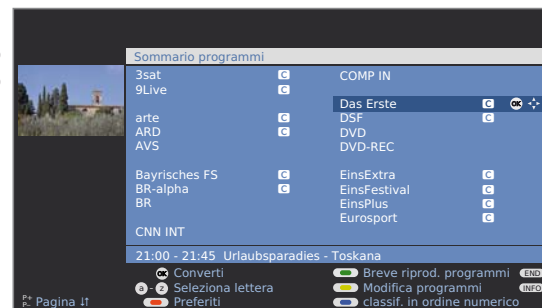 Sommario programmi
3sat C COMP IN
9Live C
Das Erste C OK
arte C DSF C
ARD C DVD
AVS DVD-REC
Bayrisches FS C EinsExtra C
BR-alpha C EinsFestival C
BR EinsPlus C
Eurosport C
CNN INT
21:00 - 21:45 Urlaubsparadies - Toskana
OK Converti Breve riprod. programmi END
a - z Seleziona lettera Modifica programmi INFO
P+ P- Pagina Preferiti classif. in ordine numerico